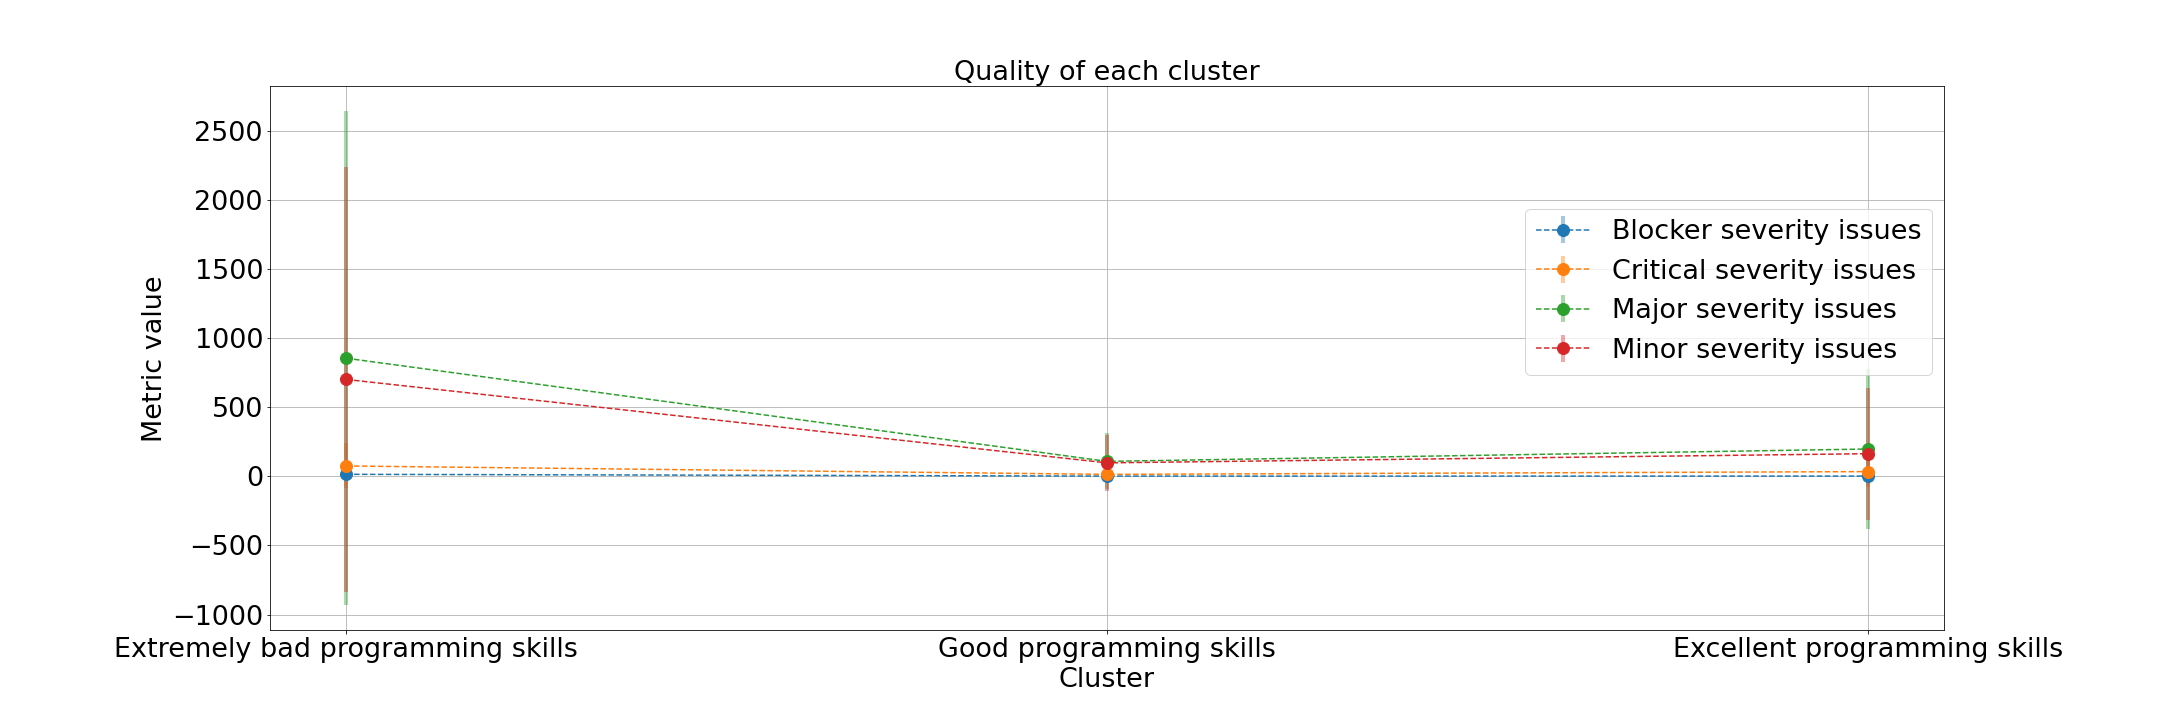 Quality of each cluster
2500
2000
1500
1000
500
0
−500
−1000
Metric value
Blocker severity issues
Critical severity issues
Major severity issues
Minor severity issues
Extremely bad programming skills
Good programming skills
Excellent programming skills
Cluster